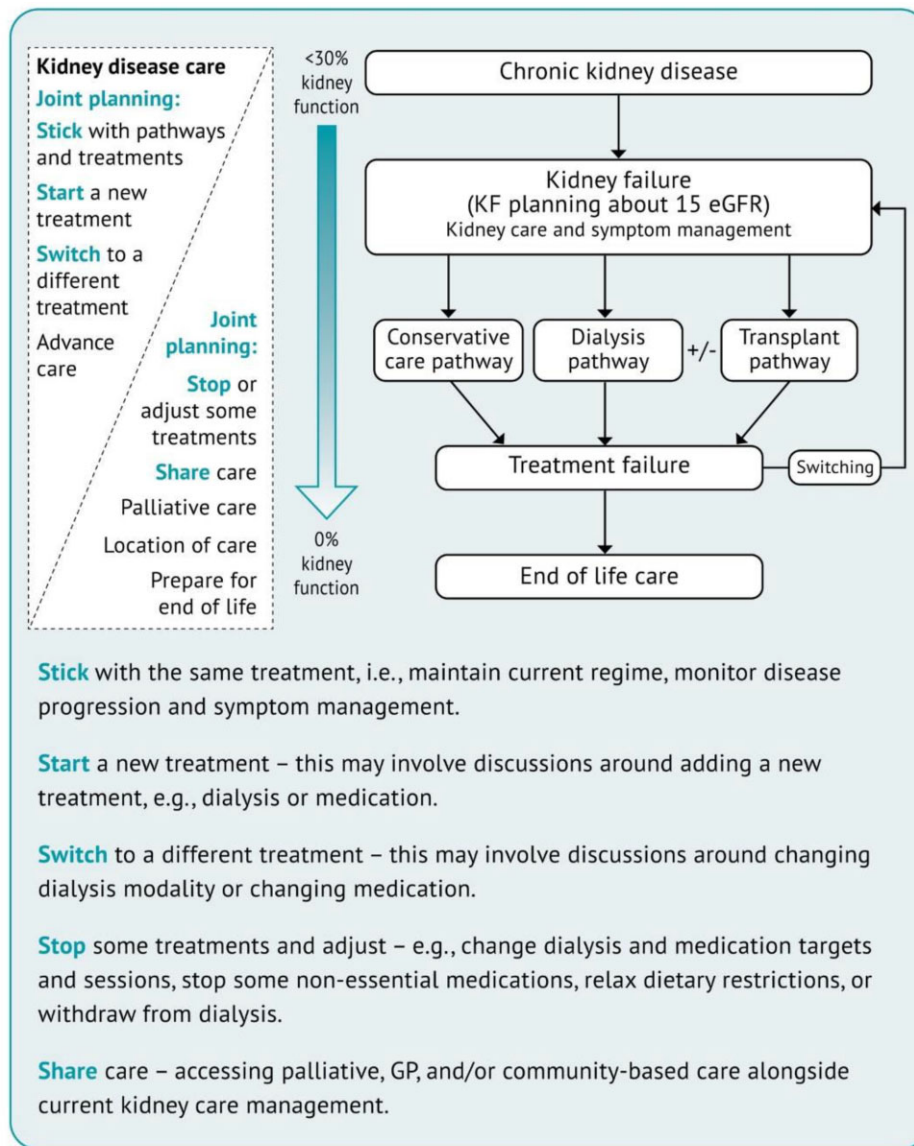 Kidney disease care
Joint planning:
Stick with pathways
and treatments
Start a new
treatment
Switch to a
different
treatment
Advance
care
Joint
planning:
Stop or
adjust some
treatments
Share care
Palliative care
Location of care
Prepare for
end of life
<30%
kidney
function
0%
kidney
function
Chronic kidney disease
Kidney failure
(KF planning about 15 eGFR)
Kidney care and symptom management
Conservative
care pathway
Dialysis
pathway
+/-
Transplant
pathway
Treatment failure
Switching
End of life care
Stick with the same treatment, i.e., maintain current regime, monitor disease
progression and symptom management.
Start a new treatment – this may involve discussions around adding a new
treatment, e.g., dialysis or medication.
Switch to a different treatment – this may involve discussions around changing
dialysis modality or changing medication.
Stop some treatments and adjust – e.g., change dialysis and medication targets
and sessions, stop some non-essential medications, relax dietary restrictions, or
withdraw from dialysis.
Share care – accessing palliative, GP, and/or community-based care alongside
current kidney care management.